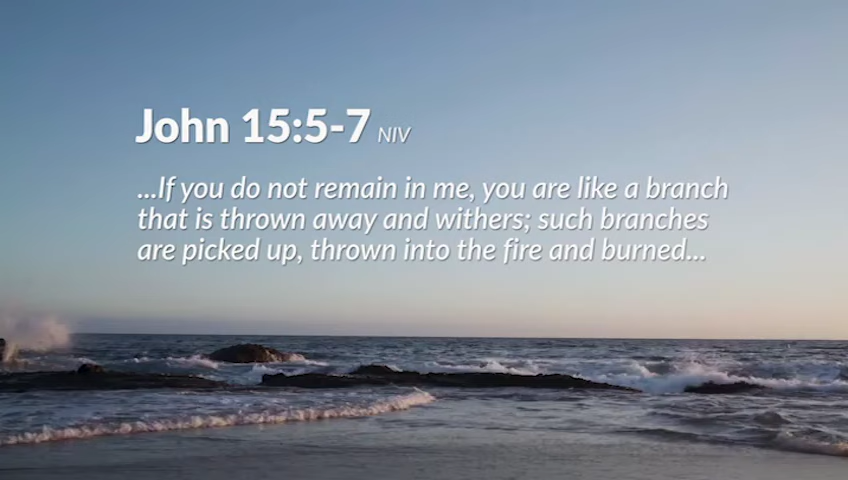 John 15:5-7 NIV
...If you do not remain in me, you are like a branch
that is thrown away and withers; such branches
are picked up, thrown into the fire and burned...